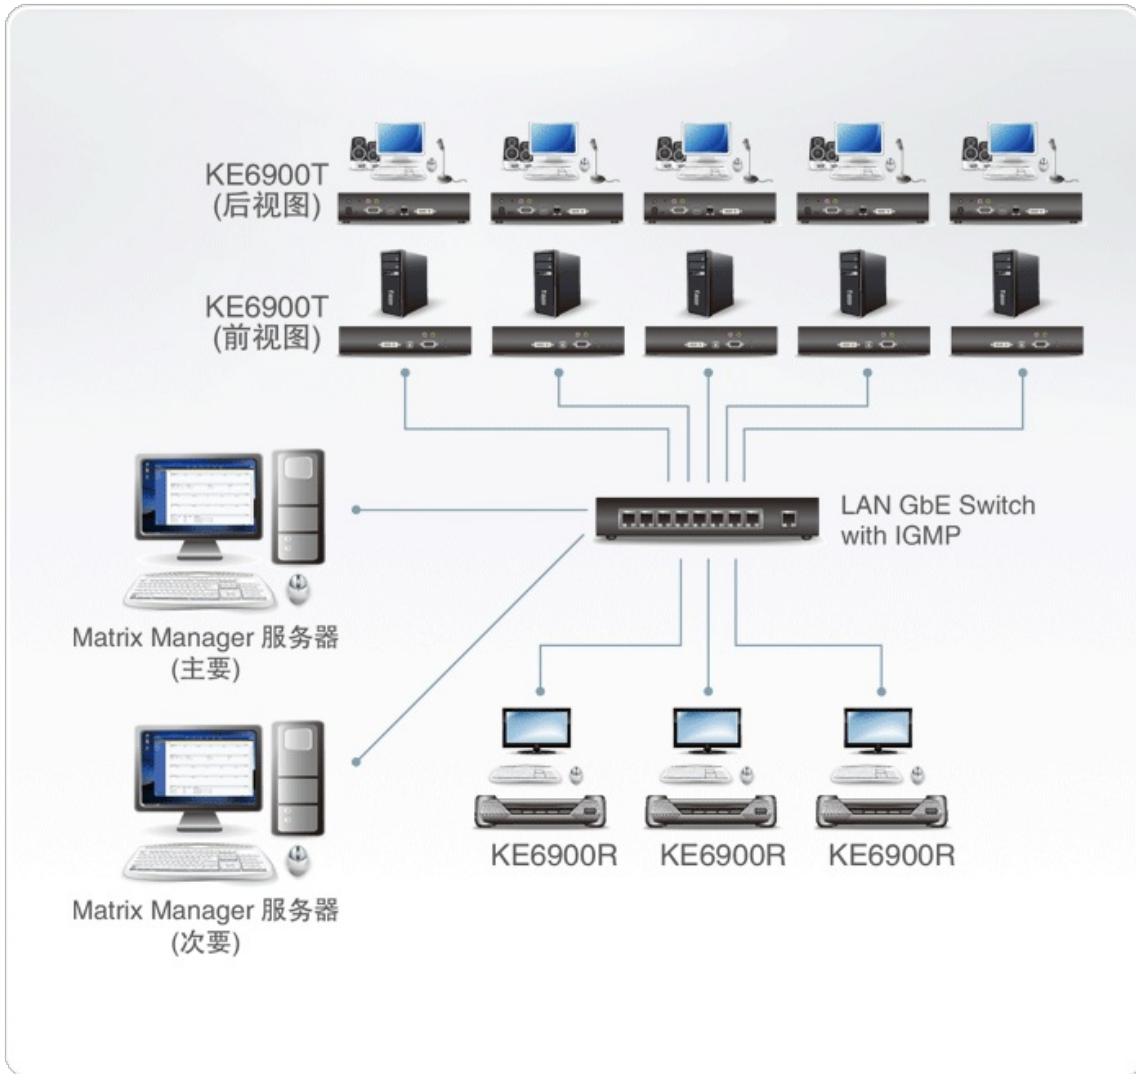 KE6900T
(后视图)
KE6900T
(前视图)
LAN GbE Switch
with IGMP
Matrix Manager 服务器
(主要)
KE6900R
KE6900R
KE6900R
Matrix Manager 服务器
(次要)